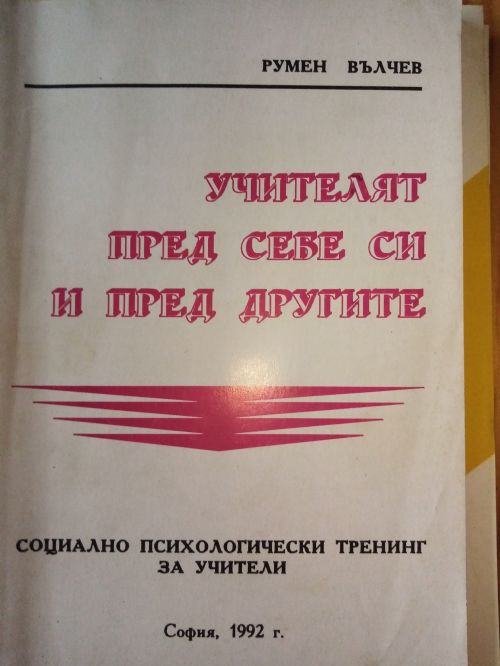 РУМЕН ВЪЛЧЕВ
УЧИТЕЛЯТ
ПРЕД СЕБЕ СИ
И ПРЕД ДРУГИТЕ
СОЦИАЛНО ПСИХОЛОГИЧЕСКИ ТРЕНИНГ
ЗА УЧИТЕЛИ
София, 1992 г.